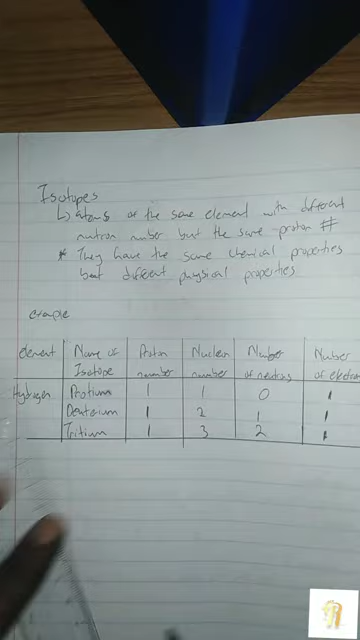 Isotopes
↳ atoms of the same element with different
nutron number but the same proton #
* They have the same chemical properties
but different physical properties
example
element | Name of Isotope | Proton number | Nucleon number | Number of neutrons | Number of electron
Hydrogen | Protium | 1 | 1 | 0 | 1
Deuterium | 1 | 2 | 1 | 1
Tritium | 1 | 3 | 2 | 1